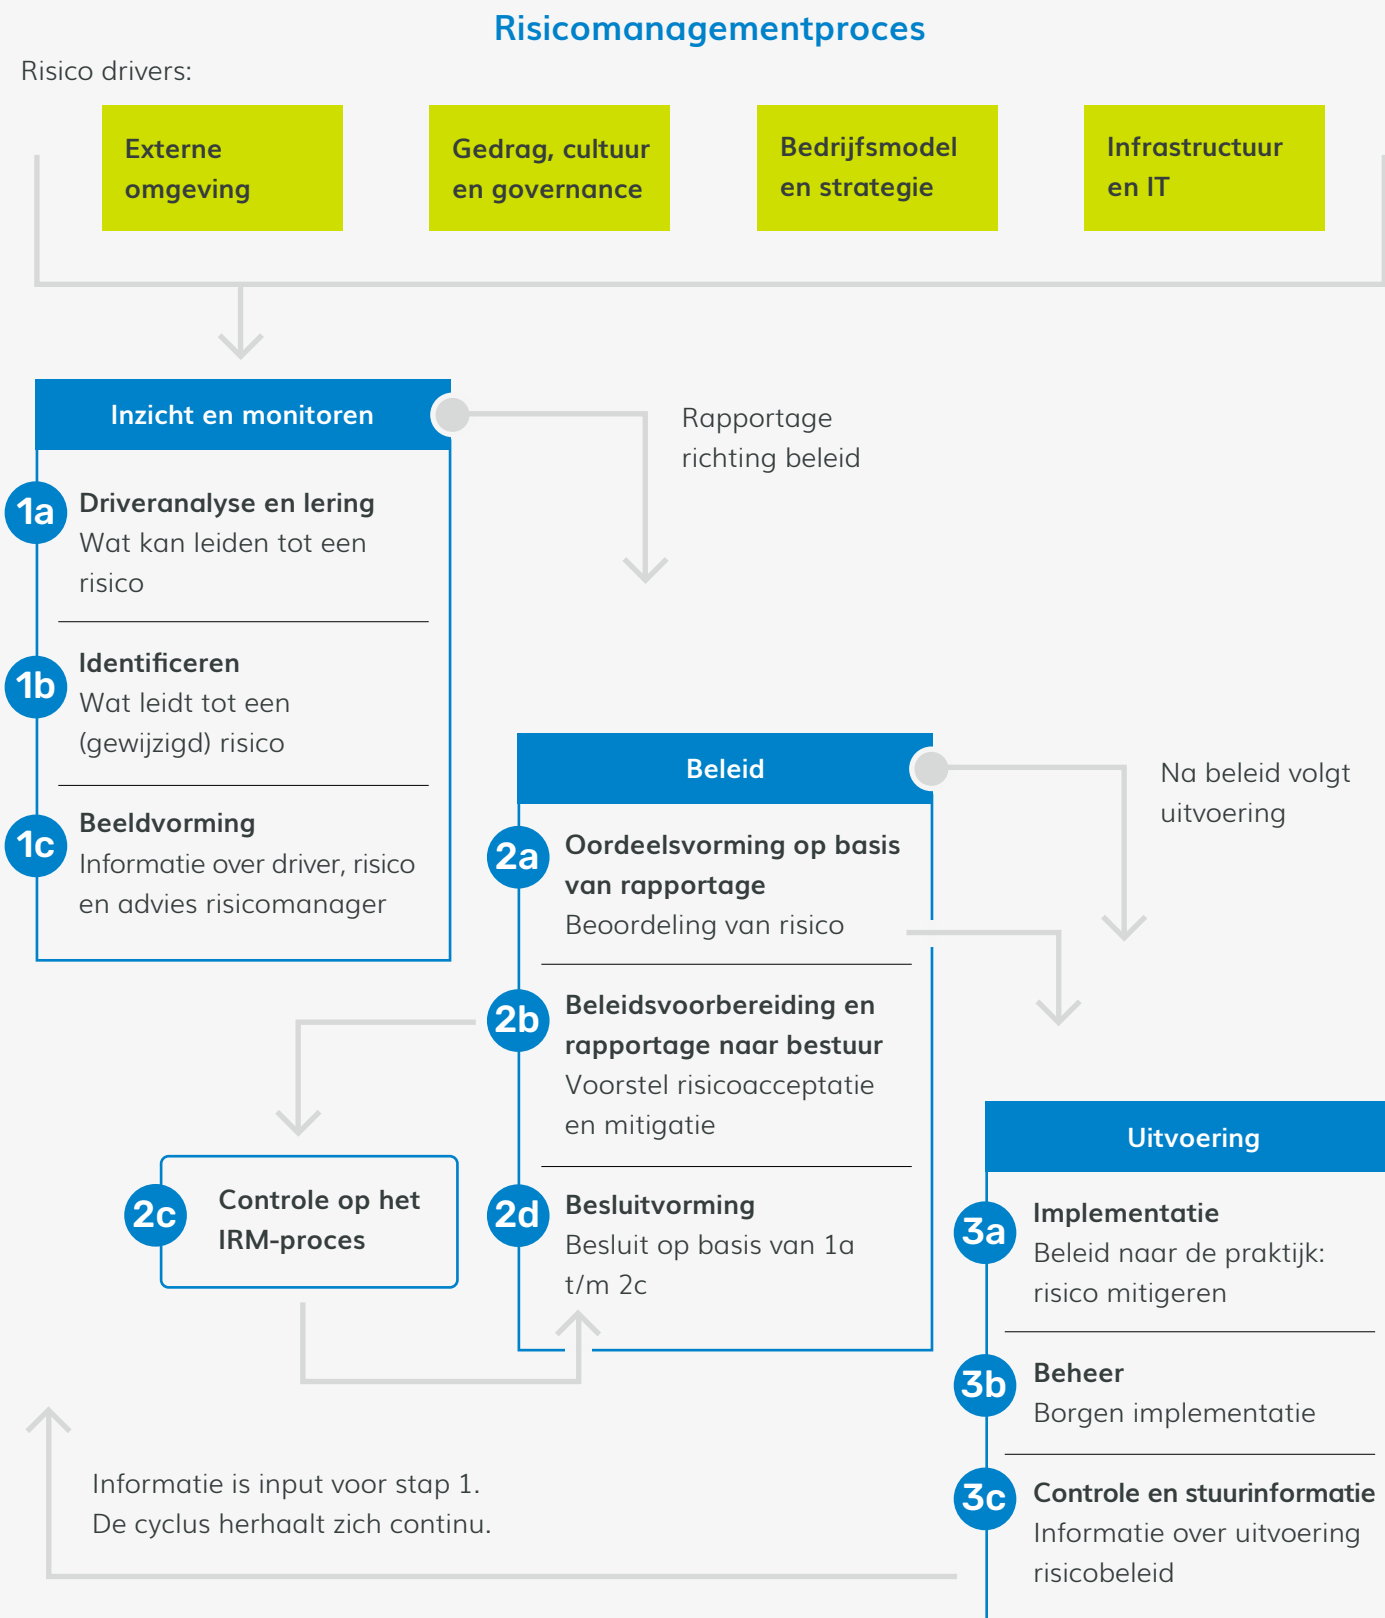 Risicomanagementproces
Risico drivers:
Externe
omgeving
Gedrag, cultuur
en governance
Bedrijfsmodel
en strategie
Infrastructuur
en IT
Inzicht en monitoren
Rapportage
richting beleid
1a
Driveranalyse en lering
Wat kan leiden tot een
risico
1b
Identificeren
Wat leidt tot een
(gewijzigd) risico
1c
Beeldvorming
Informatie over driver, risico
en advies risicomanager
Beleid
Na beleid volgt
uitvoering
2a
Oordeelsvorming op basis
van rapportage
Beoordeling van risico
2b
Beleidsvoorbereiding en
rapportage naar bestuur
Voorstel risicoacceptatie
en mitigatie
2c
Controle op het
IRM-proces
2d
Besluitvorming
Besluit op basis van 1a
t/m 2c
Uitvoering
3a
Implementatie
Beleid naar de praktijk:
risico mitigeren
3b
Beheer
Borgen implementatie
3c
Controle en stuurinformatie
Informatie over uitvoering
risicobeleid
Informatie is input voor stap 1.
De cyclus herhaalt zich continu.